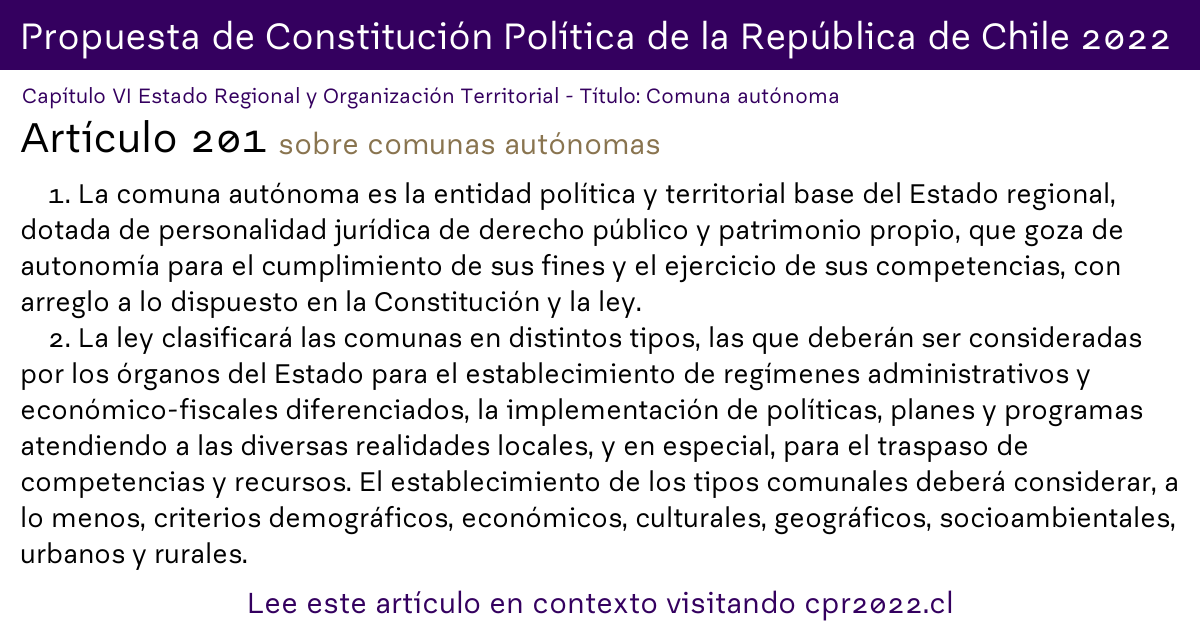 Propuesta de Constitución Política de la República de Chile 2022
Capítulo VI Estado Regional y Organización Territorial - Título: Comuna autónoma
Artículo 201 sobre comunas autónomas
1. La comuna autónoma es la entidad política y territorial base del Estado regional,
dotada de personalidad jurídica de derecho público y patrimonio propio, que goza de
autonomía para el cumplimiento de sus fines y el ejercicio de sus competencias, con
arreglo a lo dispuesto en la Constitución y la ley.
2. La ley clasificará las comunas en distintos tipos, las que deberán ser consideradas
por los órganos del Estado para el establecimiento de regímenes administrativos y
económico-fiscales diferenciados, la implementación de políticas, planes y programas
atendiendo a las diversas realidades locales, y en especial, para el traspaso de
competencias y recursos. El establecimiento de los tipos comunales deberá considerar, a
lo menos, criterios demográficos, económicos, culturales, geográficos, socioambientales,
urbanos y rurales.
Lee este artículo en contexto visitando cpr2022.cl